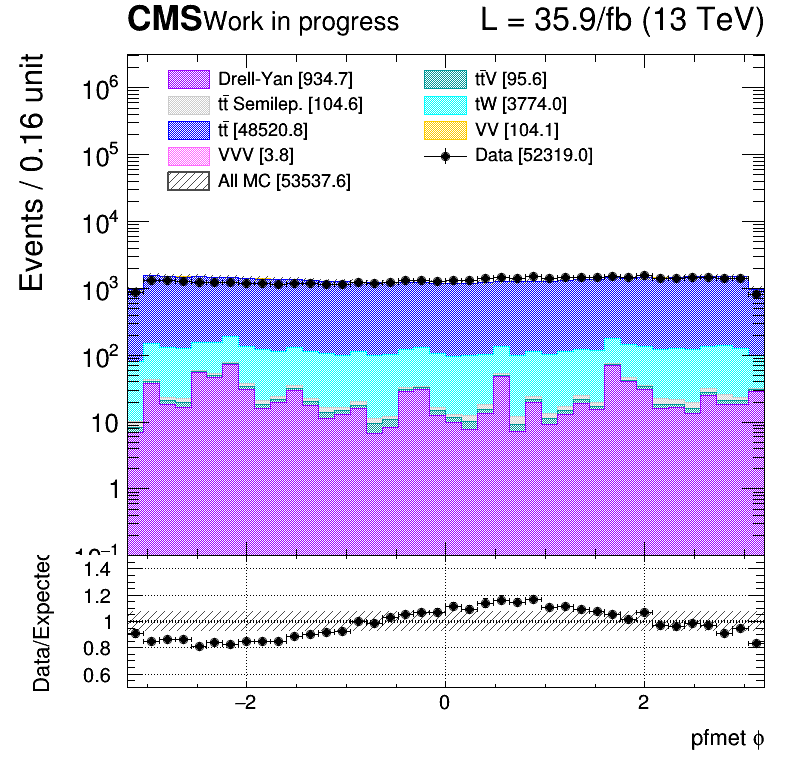 CMS Work in progress L = 35.9/fb (13 TeV)
Events / 0.16 unit
Drell-Yan [934.7]
tt̄ Semilep. [104.6]
tt̄ [48520.8]
VVV [3.8]
All MC [53537.6]
tt̄V [95.6]
tW [3774.0]
VV [104.1]
Data [52319.0]
10⁶
10⁵
10⁴
10³
10²
10
1
10⁻¹
Data/Expected
1.4
1.2
1
0.8
0.6
−2 0 2
pfmet ϕ